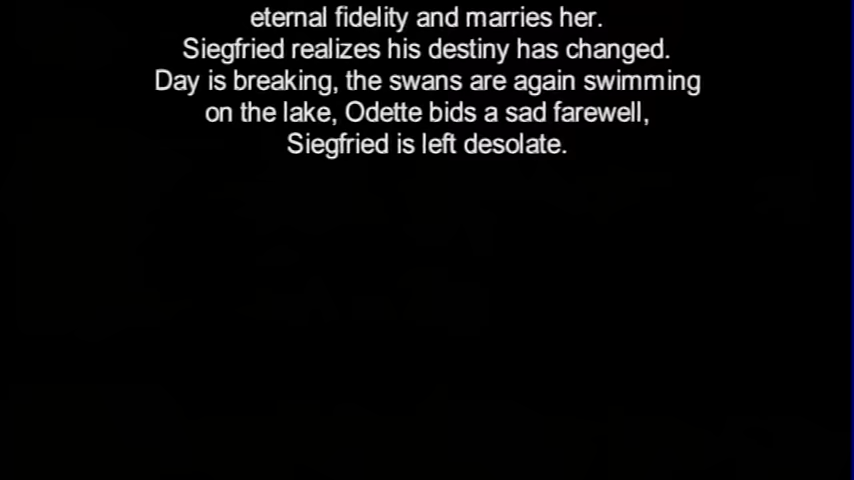 eternal fidelity and marries her.
Siegfried realizes his destiny has changed.
Day is breaking, the swans are again swimming
on the lake, Odette bids a sad farewell,
Siegfried is left desolate.